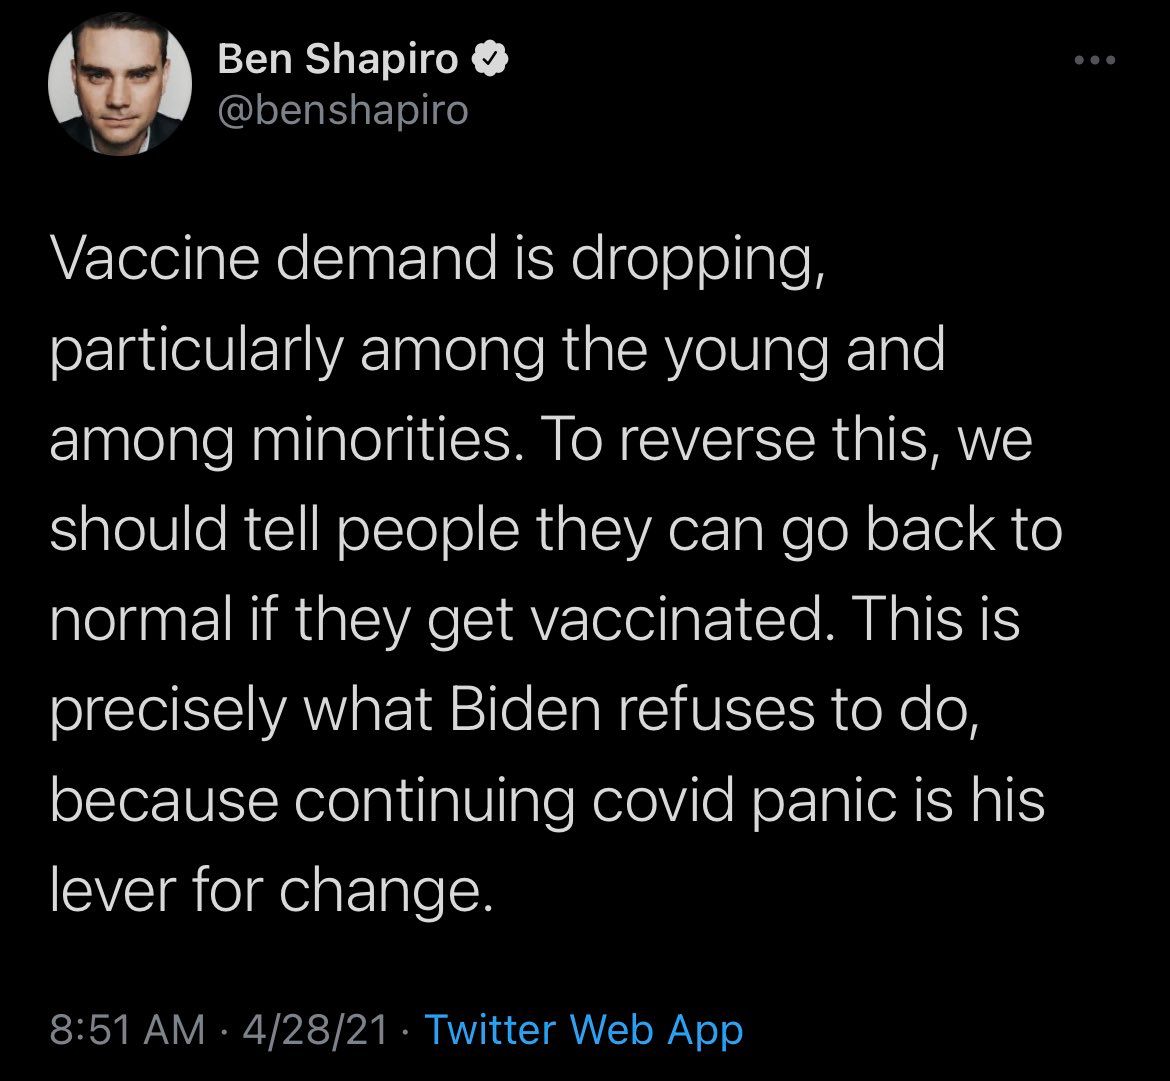 Ben Shapiro
@benshapiro
Vaccine demand is dropping,
particularly among the young and
among minorities. To reverse this, we
should tell people they can go back to
normal if they get vaccinated. This is
precisely what Biden refuses to do,
because continuing covid panic is his
lever for change.
8:51 AM · 4/28/21 · Twitter Web App